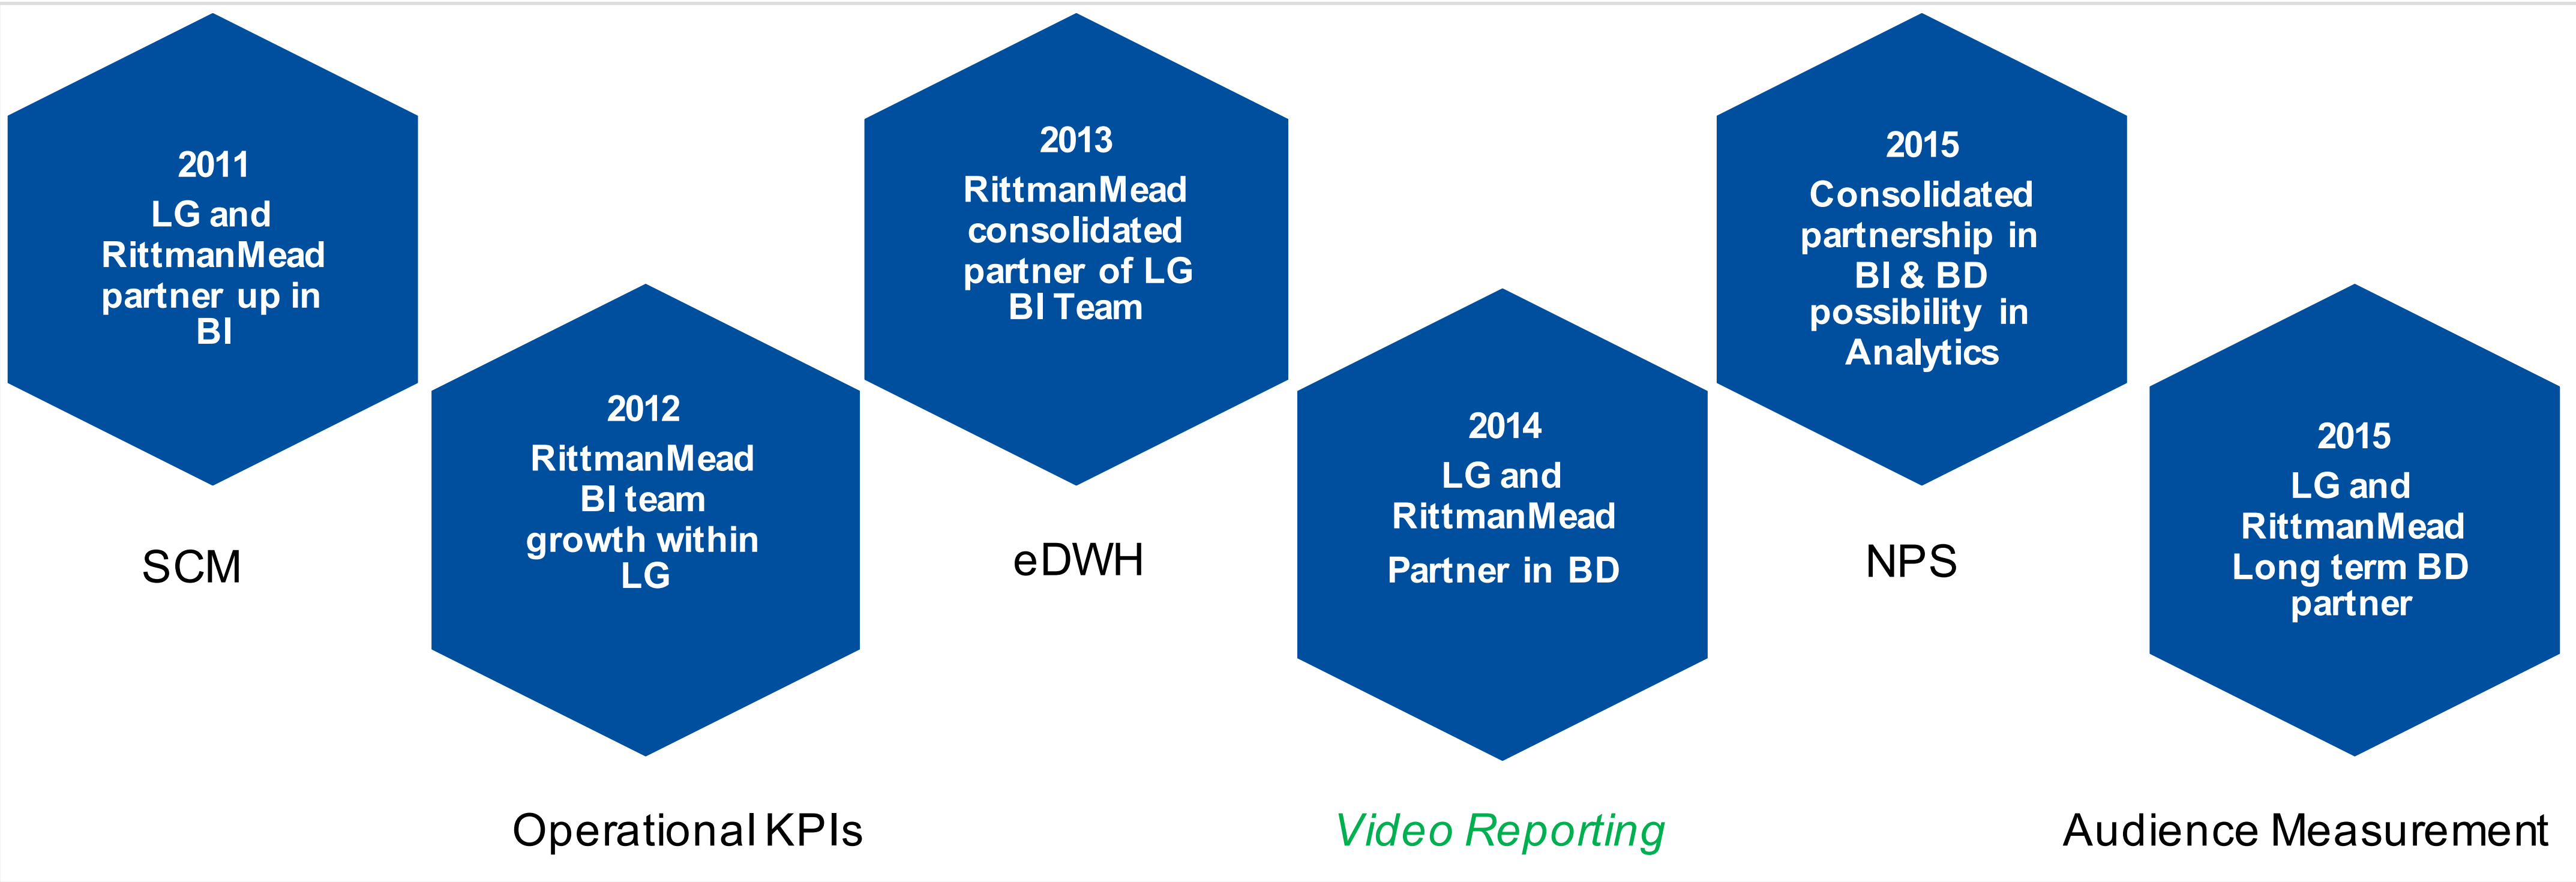 2011
LG and
RittmanMead
partner up in
BI
SCM
2012
RittmanMead
BI team
growth within
LG
Operational KPIs
2013
RittmanMead
consolidated
partner of LG
BI Team
eDWH
2014
LG and
RittmanMead
Partner in BD
Video Reporting
2015
Consolidated
partnership in
BI & BD
possibility in
Analytics
NPS
2015
LG and
RittmanMead
Long term BD
partner
Audience Measurement